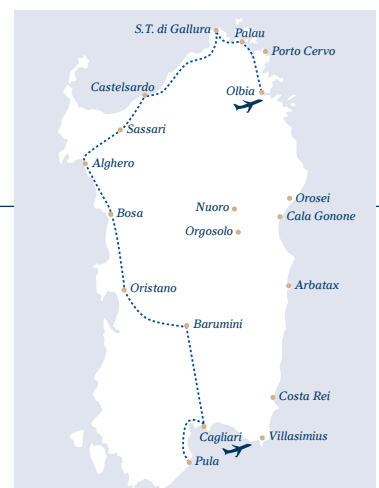 S.T. di Gallura
Palau
Porto Cervo
Castelsardo
Olbia
Sassari
Alghero
Orosei
Nuoro
Bosa
Cala Gonone
Orgosolo
Arbatax
Oristano
Barumini
Costa Rei
Cagliari
Villasimius
Pula